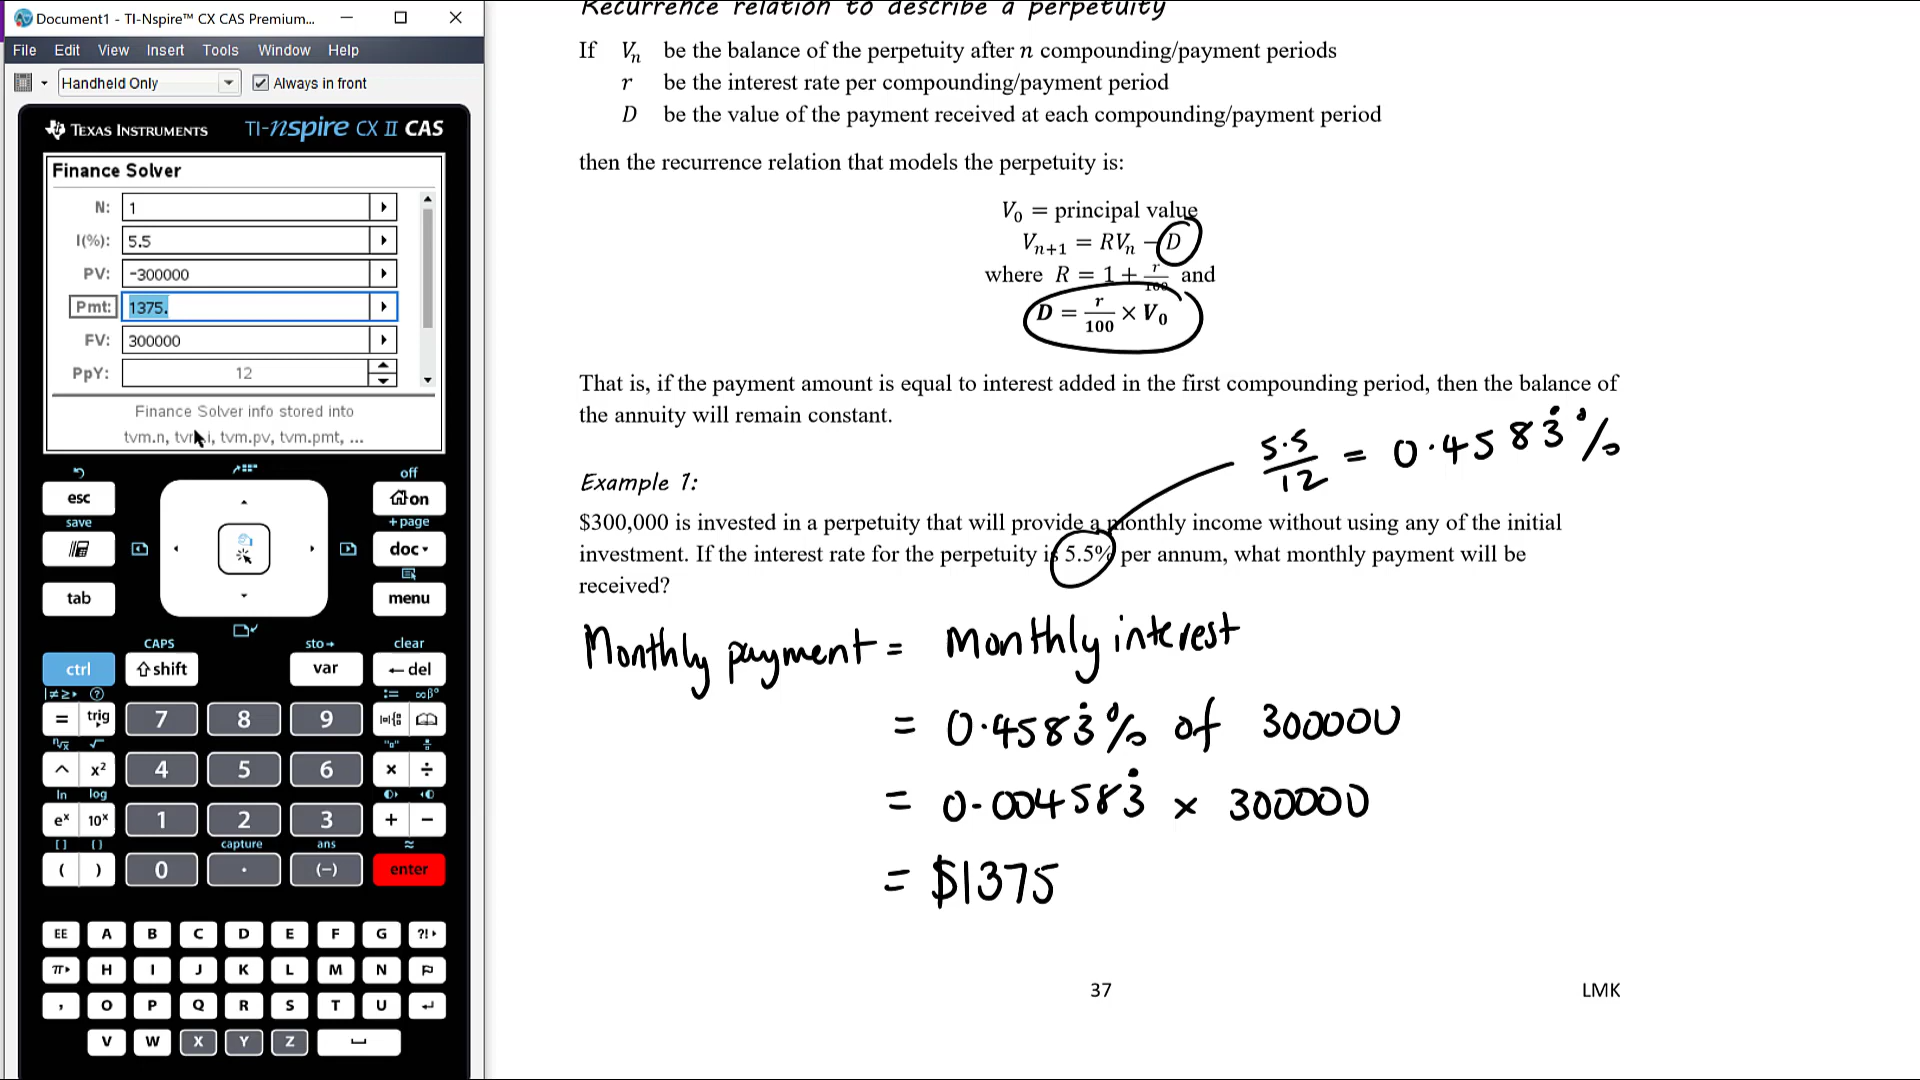 Document1 - TI-Nspire™ CX CAS Premium...
File Edit View Insert Tools Window Help
Handheld Only
Always in front
TEXAS INSTRUMENTS TI-nspire CX II CAS
Finance Solver
N: 1
I(%): 5.5
PV: -300000
Pmt: 1375.
FV: 300000
PpY: 12
Finance Solver info stored into
tvm.n, tvm.i, tvm.pv, tvm.pmt, ...
off
esc on
save + page
doc
tab menu
CAPS sto→ clear
ctrl ⇧shift var ←del
= trig 7 8 9
^ x² 4 5 6 × ÷
ln log
eˣ 10ˣ 1 2 3 + −
[] {} capture ans ≈
( ) 0 . (−) enter
EE A B C D E F G ?!▸
π▸ H I J K L M N
, O P Q R S T U ↵
V W X Y Z
Recurrence relation to describe a perpetuity
If Vn be the balance of the perpetuity after n compounding/payment periods
r be the interest rate per compounding/payment period
D be the value of the payment received at each compounding/payment period
then the recurrence relation that models the perpetuity is:
V0 = principal value
Vn+1 = RVn − D
where R = 1 + r/100 and
D = r/100 × V0
That is, if the payment amount is equal to interest added in the first compounding period, then the balance of
the annuity will remain constant.
5.5/12 = 0.4583̇%
Example 1:
$300,000 is invested in a perpetuity that will provide a monthly income without using any of the initial
investment. If the interest rate for the perpetuity is 5.5% per annum, what monthly payment will be
received?
Monthly payment = Monthly interest
= 0.4583̇% of 300000
= 0.004583̇ × 300000
= $1375
37
LMK